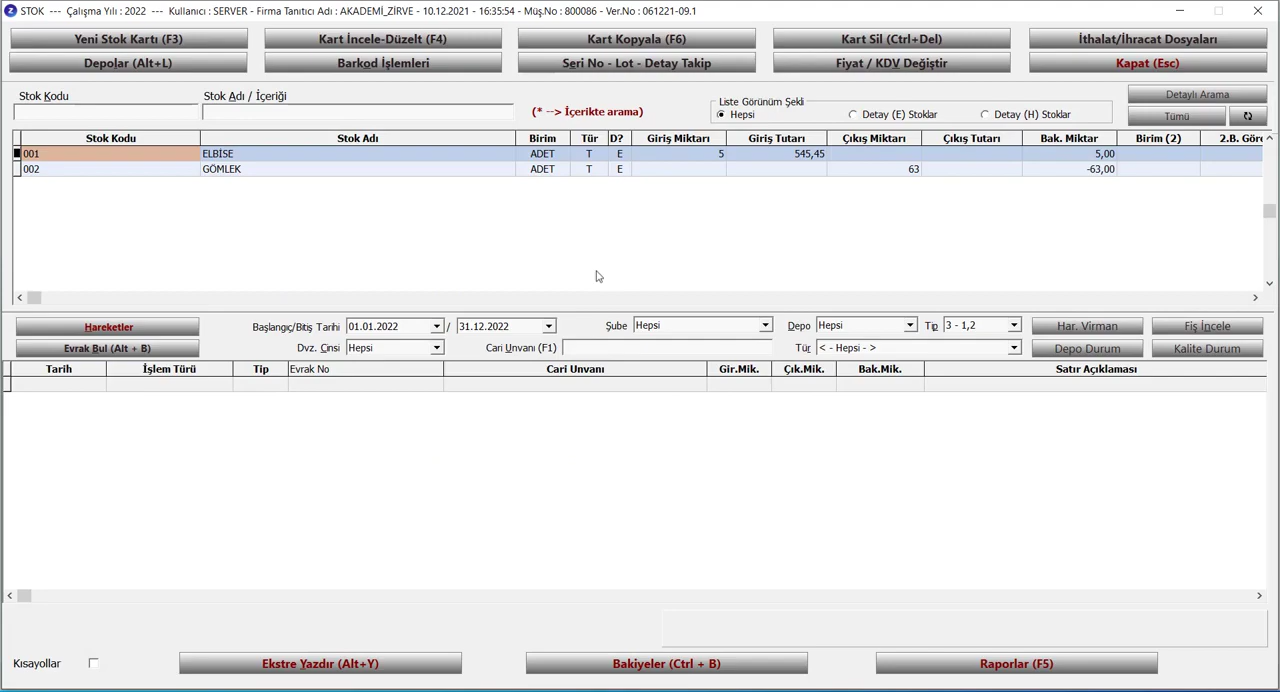 STOK --- Çalışma Yılı : 2022 --- Kullanıcı : SERVER - Firma Tanıtıcı Adı : AKADEMİ_ZİRVE - 10.12.2021 - 16:35:54 - Müş.No : 800086 - Ver.No : 061221-09.1
Yeni Stok Kartı (F3) Kart İncele-Düzelt (F4) Kart Kopyala (F6) Kart Sil (Ctrl+Del) İthalat/İhracat Dosyaları
Depolar (Alt+L) Barkod İşlemleri Seri No - Lot - Detay Takip Fiyat / KDV Değiştir Kapat (Esc)
Stok Kodu Stok Adı / İçeriği (* --> İçerikte arama) Liste Görünüm Şekli Detaylı Arama
Hepsi Detay (E) Stoklar Detay (H) Stoklar Tümü
Stok Kodu Stok Adı Birim Tür D? Giriş Miktarı Giriş Tutarı Çıkış Miktarı Çıkış Tutarı Bak. Miktar Birim (2) 2.B. Göre
001 ELBİSE ADET T E 5 545,45 5,00
002 GÖMLEK ADET T E 63 -63,00
Hareketler Başlangıç/Bitiş Tarihi 01.01.2022 / 31.12.2022 Şube Hepsi Depo Hepsi Tip 3 - 1,2 Har. Virman Fiş İncele
Evrak Bul (Alt + B) Dvz. Cinsi Hepsi Cari Unvanı (F1) Tür < - Hepsi - > Depo Durum Kalite Durum
Tarih İşlem Türü Tip Evrak No Cari Unvanı Gir.Mik. Çık.Mik. Bak.Mik. Satır Açıklaması
Kısayollar Ekstre Yazdır (Alt+Y) Bakiyeler (Ctrl + B) Raporlar (F5)